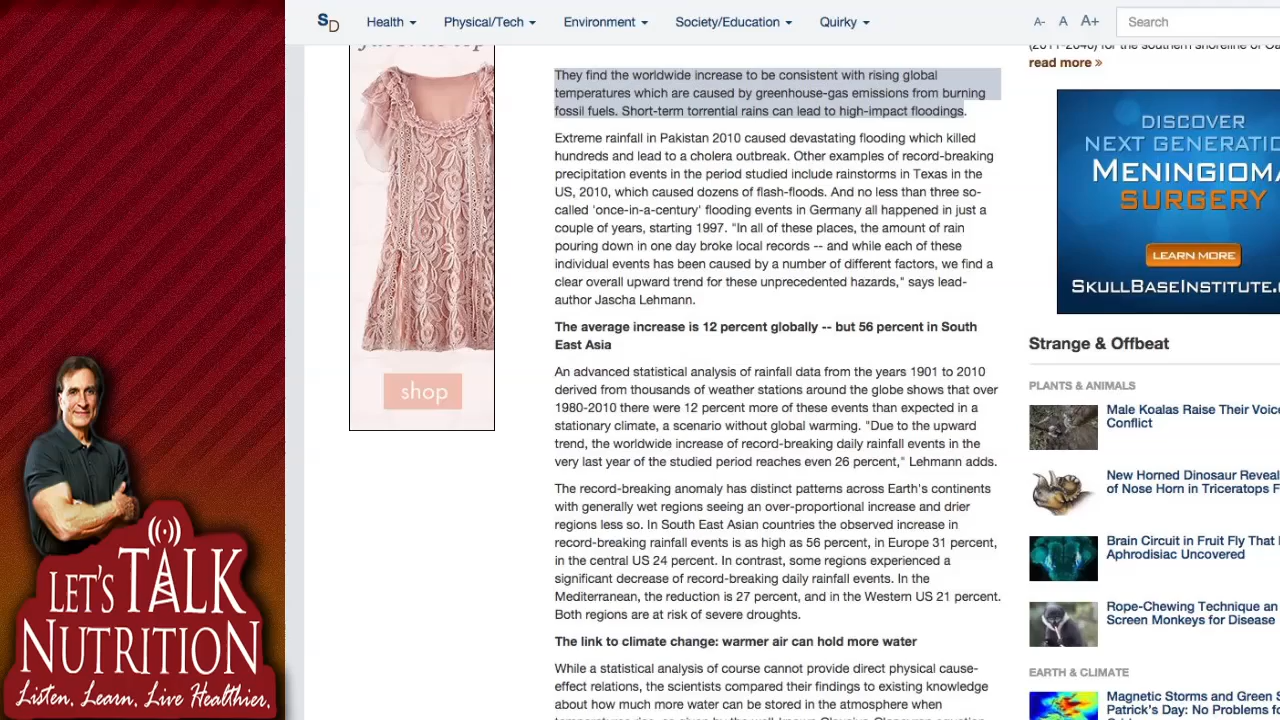 SD
Health
Physical/Tech
Environment
Society/Education
Quirky
A-
A
A+
Search
shop
They find the worldwide increase to be consistent with rising global
temperatures which are caused by greenhouse-gas emissions from burning
fossil fuels. Short-term torrential rains can lead to high-impact floodings.
Extreme rainfall in Pakistan 2010 caused devastating flooding which killed
hundreds and lead to a cholera outbreak. Other examples of record-breaking
precipitation events in the period studied include rainstorms in Texas in the
US, 2010, which caused dozens of flash-floods. And no less than three so-
called 'once-in-a-century' flooding events in Germany all happened in just a
couple of years, starting 1997. "In all of these places, the amount of rain
pouring down in one day broke local records -- and while each of these
individual events has been caused by a number of different factors, we find a
clear overall upward trend for these unprecedented hazards," says lead-
author Jascha Lehmann.
The average increase is 12 percent globally -- but 56 percent in South
East Asia
An advanced statistical analysis of rainfall data from the years 1901 to 2010
derived from thousands of weather stations around the globe shows that over
1980-2010 there were 12 percent more of these events than expected in a
stationary climate, a scenario without global warming. "Due to the upward
trend, the worldwide increase of record-breaking daily rainfall events in the
very last year of the studied period reaches even 26 percent," Lehmann adds.
The record-breaking anomaly has distinct patterns across Earth's continents
with generally wet regions seeing an over-proportional increase and drier
regions less so. In South East Asian countries the observed increase in
record-breaking rainfall events is as high as 56 percent, in Europe 31 percent,
in the central US 24 percent. In contrast, some regions experienced a
significant decrease of record-breaking daily rainfall events. In the
Mediterranean, the reduction is 27 percent, and in the Western US 21 percent.
Both regions are at risk of severe droughts.
The link to climate change: warmer air can hold more water
While a statistical analysis of course cannot provide direct physical cause-
effect relations, the scientists compared their findings to existing knowledge
about how much more water can be stored in the atmosphere when
(2011-2040) for the southern shoreline of
read more »
DISCOVER
NEXT GENERATIO
MENINGIOMA
SURGERY
LEARN MORE
SKULLBASEINSTITUTE.
Strange & Offbeat
PLANTS & ANIMALS
Male Koalas Raise Their Voice
Conflict
New Horned Dinosaur Reveal
of Nose Horn in Triceratops F
Brain Circuit in Fruit Fly That
Aphrodisiac Uncovered
Rope-Chewing Technique an
Screen Monkeys for Disease
EARTH & CLIMATE
Magnetic Storms and Green S
Patrick's Day: No Problems fo
LET'S TALK
NUTRITION
Listen. Learn. Live Healthier.